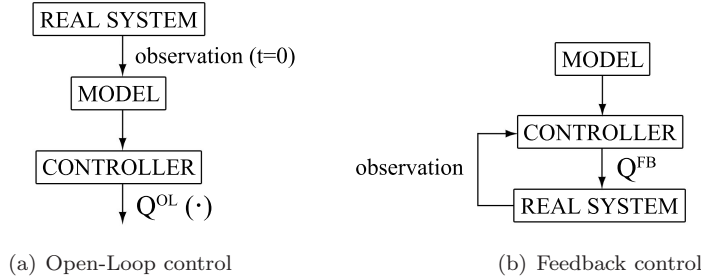 REAL SYSTEM
observation (t=0)
MODEL
CONTROLLER
Q^OL (·)
(a) Open-Loop control
MODEL
CONTROLLER
observation
Q^FB
REAL SYSTEM
(b) Feedback control